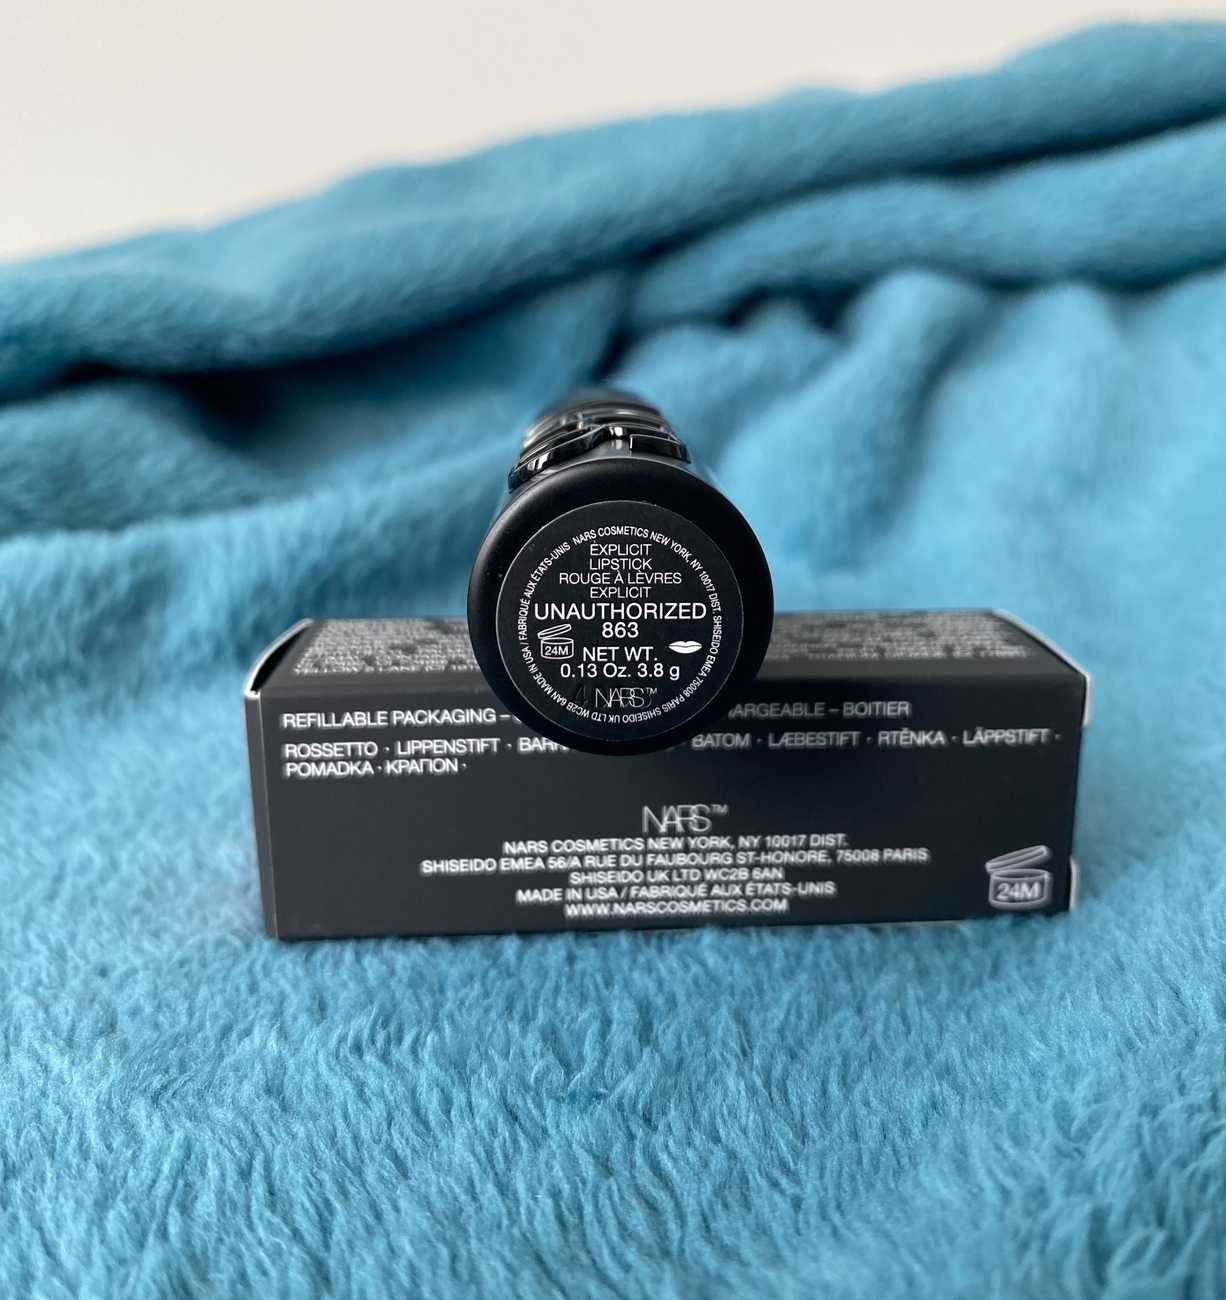 NARS COSMETICS NEW YORK, NY 10017 DIST. SHISEIDO EMEA 75008 PARIS SHISEIDO UK LTD WC2B 6AN MADE IN USA / FABRIQUÉ AUX ÉTATS-UNIS
EXPLICIT
LIPSTICK
ROUGE À LÈVRES
EXPLICIT
UNAUTHORIZED
863
24M
NET WT.
0.13 Oz. 3.8 g
NARS™
REFILLABLE PACKAGING – BOITIER
ROSSETTO · LIPPENSTIFT · BATOM · LÆBESTIFT · RTĚNKA · LÄPPSTIFT ·
POMADKA · КРАПОN ·
NARS™
NARS COSMETICS NEW YORK, NY 10017 DIST.
SHISEIDO EMEA 56/A RUE DU FAUBOURG ST-HONORE, 75008 PARIS
SHISEIDO UK LTD WC2B 6AN
MADE IN USA / FABRIQUÉ AUX ÉTATS-UNIS
WWW.NARSCOSMETICS.COM
24M